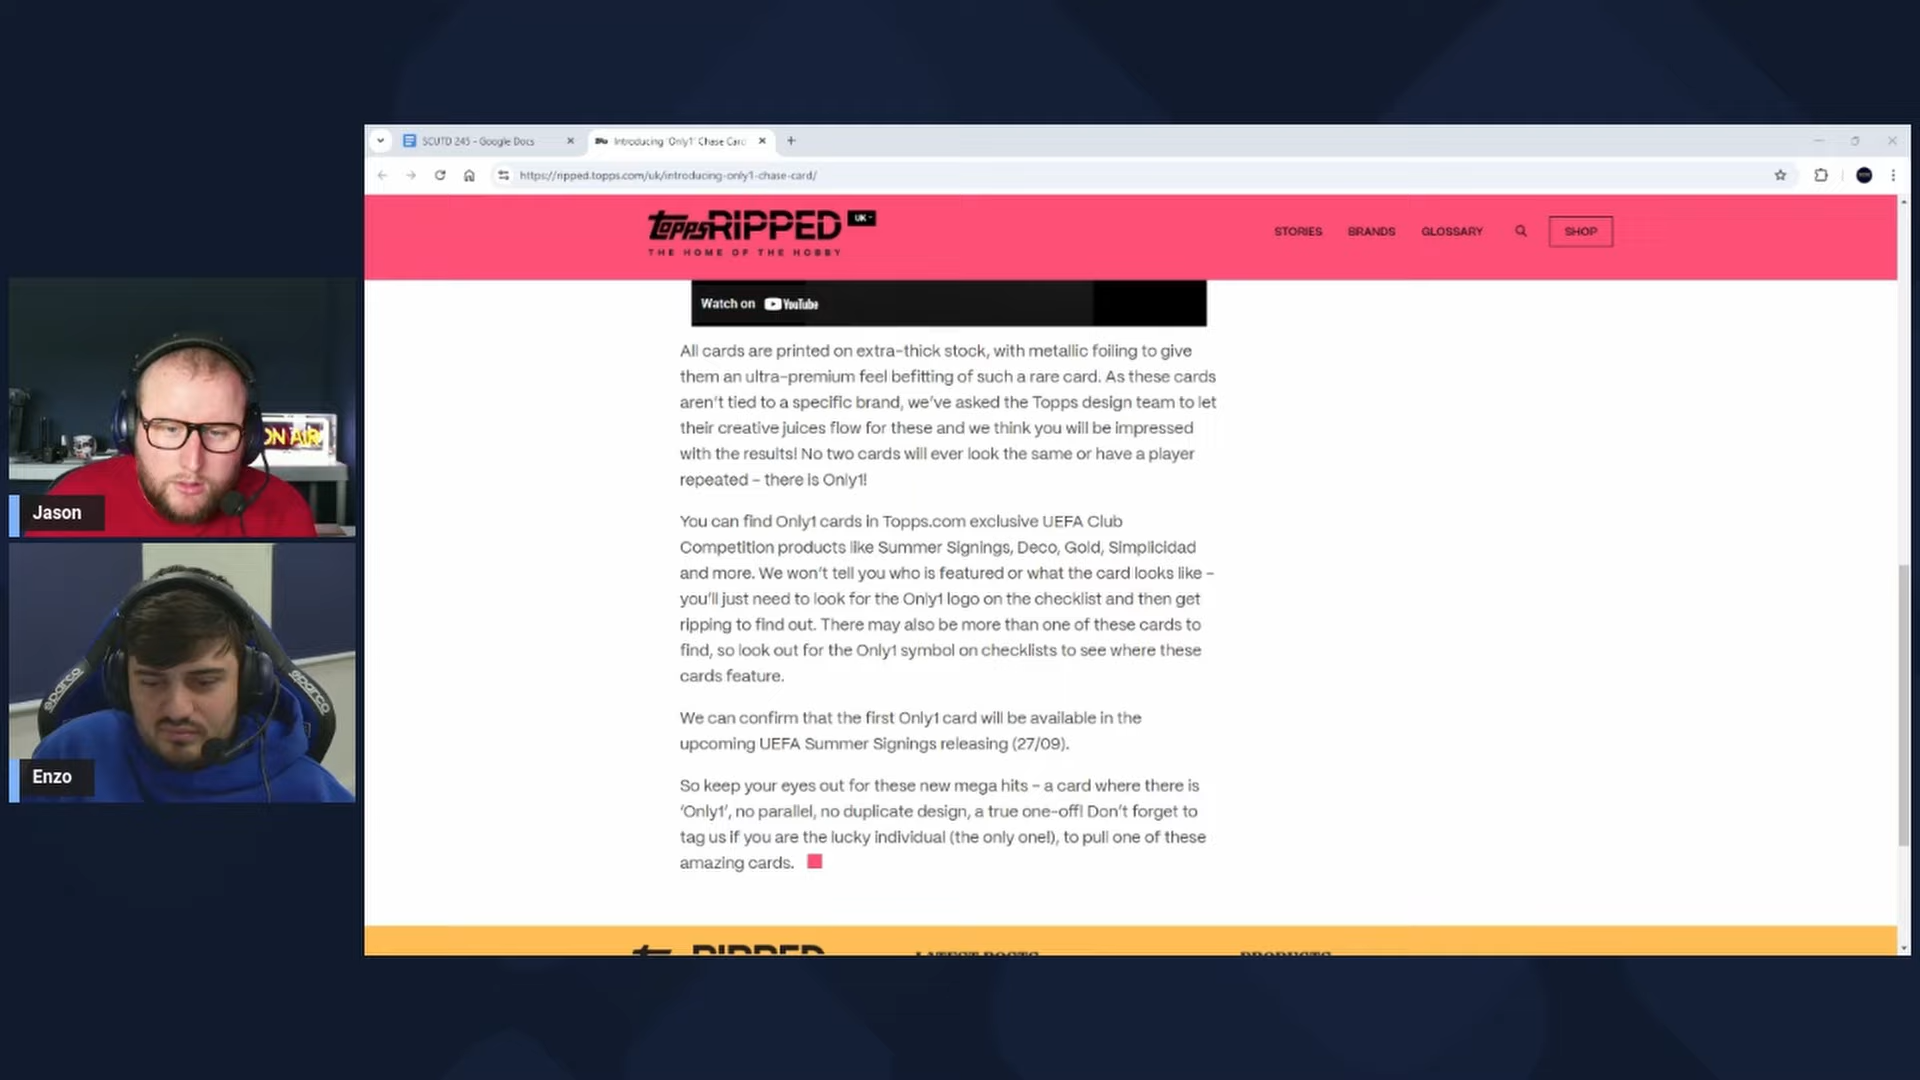 SCUTD 245 - Google Docs
Introducing 'Only1' Chase Card
https://ripped.topps.com/uk/introducing-only1-chase-card/
topps RIPPED
UK
THE HOME OF THE HOBBY
STORIES
BRANDS
GLOSSARY
SHOP
Watch on YouTube
All cards are printed on extra-thick stock, with metallic foiling to give
them an ultra-premium feel befitting of such a rare card. As these cards
aren't tied to a specific brand, we've asked the Topps design team to let
their creative juices flow for these and we think you will be impressed
with the results! No two cards will ever look the same or have a player
repeated – there is Only1!
You can find Only1 cards in Topps.com exclusive UEFA Club
Competition products like Summer Signings, Deco, Gold, Simplicidad
and more. We won't tell you who is featured or what the card looks like –
you'll just need to look for the Only1 logo on the checklist and then get
ripping to find out. There may also be more than one of these cards to
find, so look out for the Only1 symbol on checklists to see where these
cards feature.
We can confirm that the first Only1 card will be available in the
upcoming UEFA Summer Signings releasing (27/09).
So keep your eyes out for these new mega hits – a card where there is
'Only1', no parallel, no duplicate design, a true one-off! Don't forget to
tag us if you are the lucky individual (the only one!), to pull one of these
amazing cards.
RIPPED
LATEST POSTS
PRODUCTS
ON AIR
Jason
sparco
sparco
Enzo